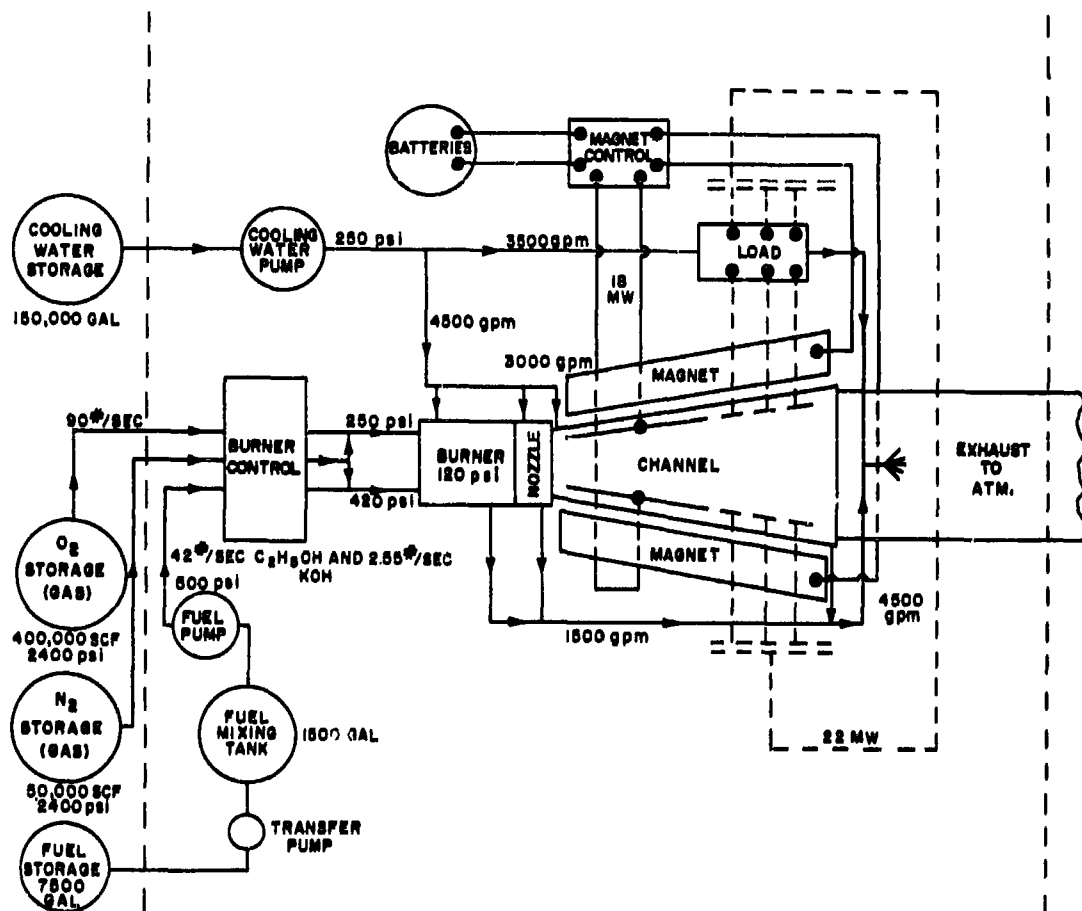 BATTERIES
MAGNET
CONTROL
COOLING
WATER
STORAGE
150,000 GAL
COOLING
WATER
PUMP
250 psi
3500gpm
LOAD
18
MW
4500 gpm
3000 gpm
MAGNET
90#/SEC
BURNER
CONTROL
250 psi
420 psi
BURNER
120 psi
NOZZLE
CHANNEL
EXHAUST
TO
ATM.
MAGNET
4500
gpm
1500 gpm
22 MW
O2
STORAGE
(GAS)
400,000 SCF
2400 psi
42#/SEC C2H5OH AND 2.55#/SEC
KOH
500 psi
FUEL
PUMP
N2
STORAGE
(GAS)
50,000 SCF
2400 psi
FUEL
MIXING
TANK
1500 GAL
TRANSFER
PUMP
FUEL
STORAGE
7500
GAL